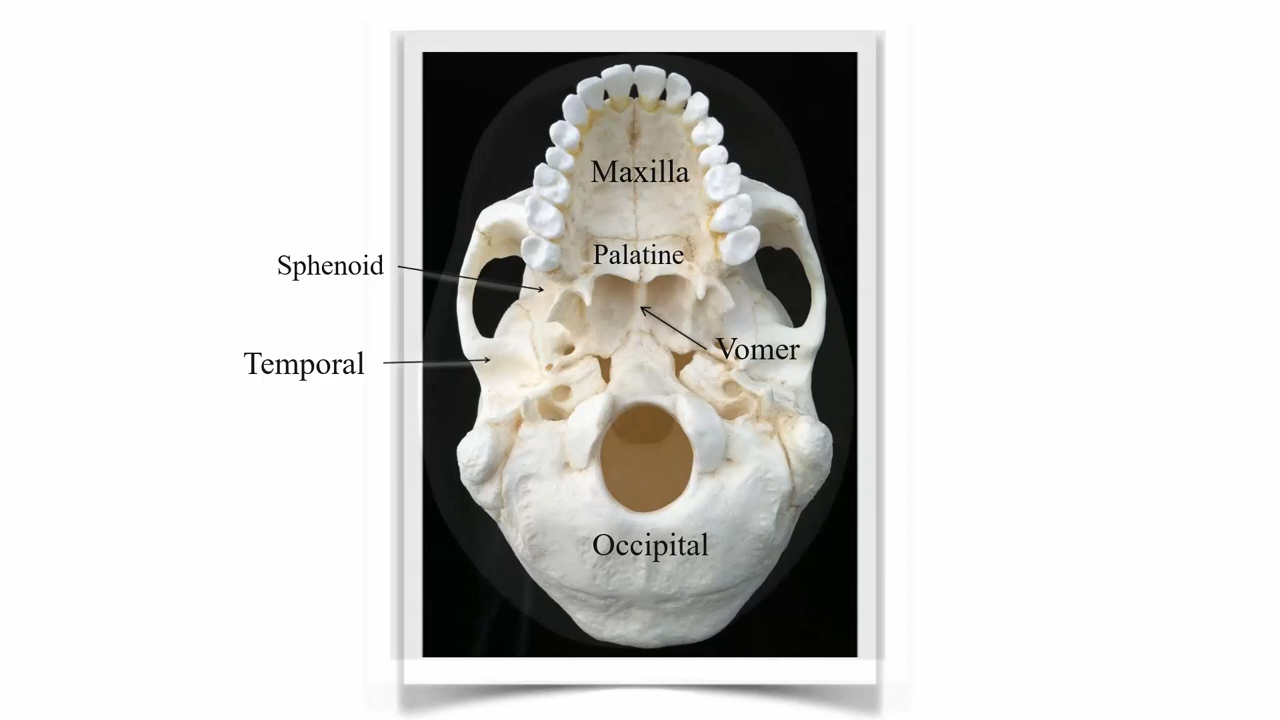 Maxilla
Palatine
Sphenoid
Vomer
Temporal
Occipital